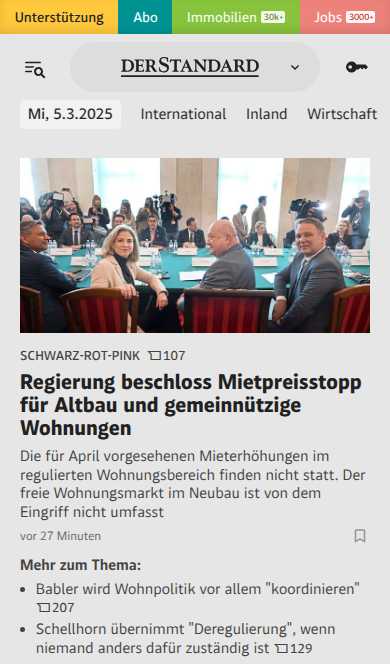 Unterstützung Abo Immobilien 30k+ Jobs 3000+
DERSTANDARD
Mi, 5.3.2025 International Inland Wirtschaft
SCHWARZ-ROT-PINK 107
Regierung beschloss Mietpreisstopp
für Altbau und gemeinnützige
Wohnungen
Die für April vorgesehenen Mieterhöhungen im
regulierten Wohnungsbereich finden nicht statt. Der
freie Wohnungsmarkt im Neubau ist von dem
Eingriff nicht umfasst
vor 27 Minuten
Mehr zum Thema:
• Babler wird Wohnpolitik vor allem "koordinieren"
207
• Schellhorn übernimmt "Deregulierung", wenn
niemand anders dafür zuständig ist 129